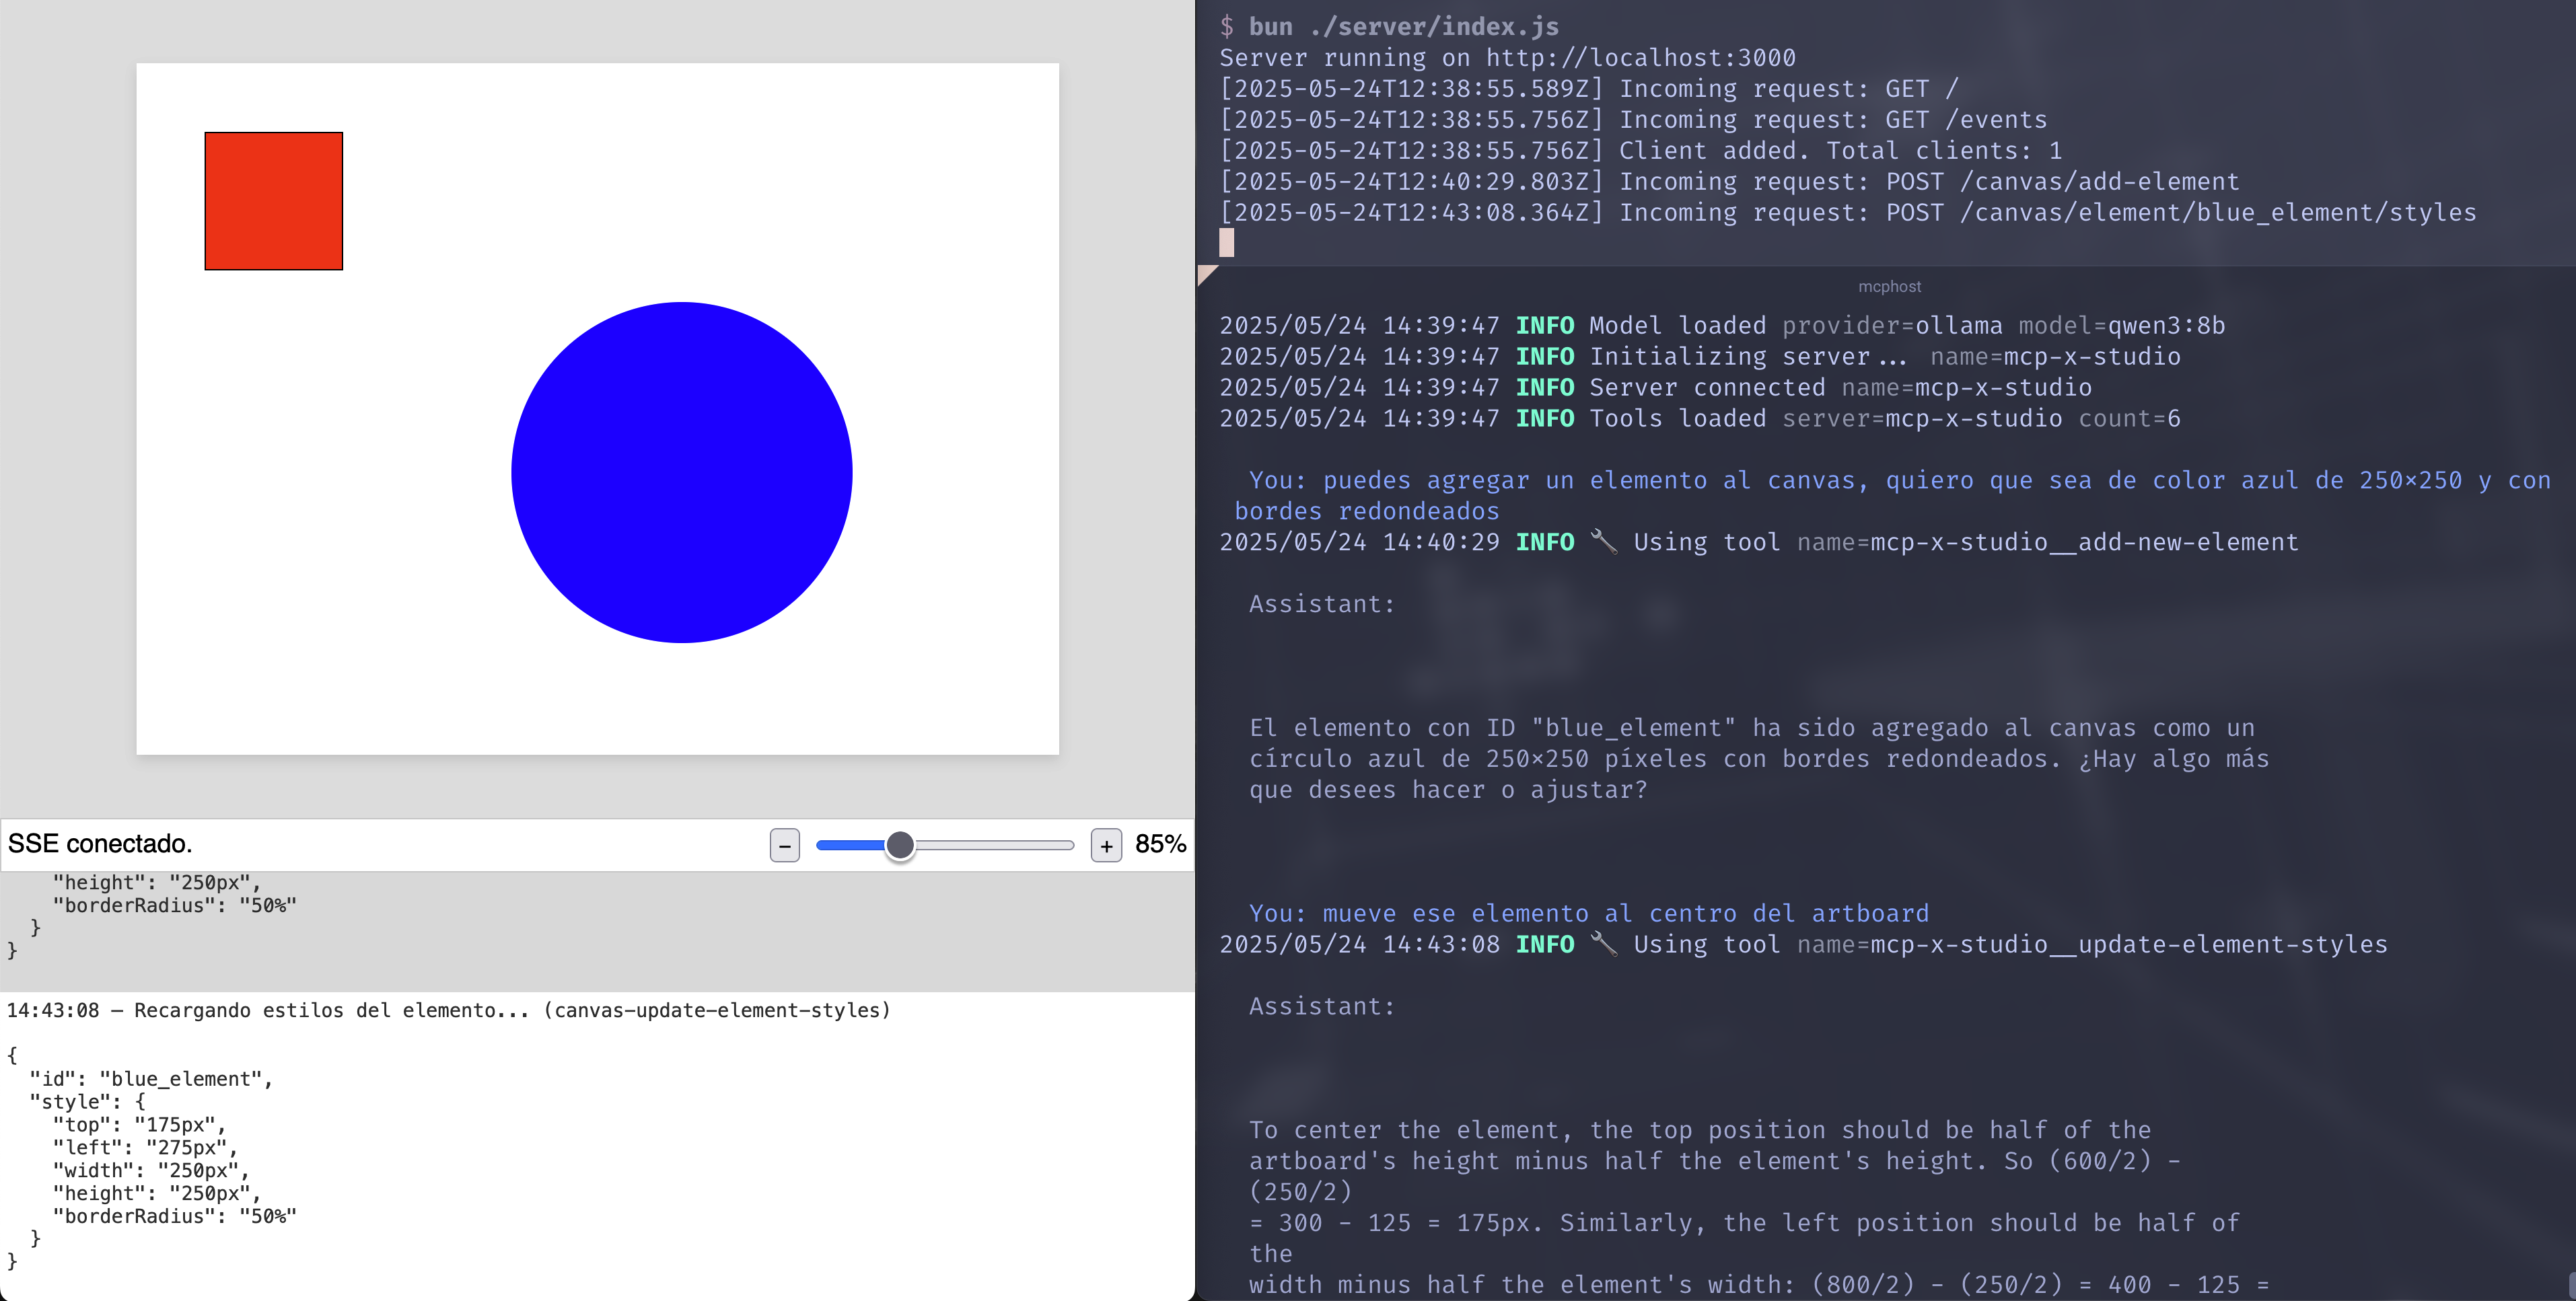 SSE conectado.
−
+
85%
"height": "250px",
"borderRadius": "50%"
}
}
14:43:08 – Recargando estilos del elemento... (canvas-update-element-styles)
{
"id": "blue_element",
"style": {
"top": "175px",
"left": "275px",
"width": "250px",
"height": "250px",
"borderRadius": "50%"
}
}
$ bun ./server/index.js
Server running on http://localhost:3000
[2025-05-24T12:38:55.589Z] Incoming request: GET /
[2025-05-24T12:38:55.756Z] Incoming request: GET /events
[2025-05-24T12:38:55.756Z] Client added. Total clients: 1
[2025-05-24T12:40:29.803Z] Incoming request: POST /canvas/add-element
[2025-05-24T12:43:08.364Z] Incoming request: POST /canvas/element/blue_element/styles
mcphost
2025/05/24 14:39:47 INFO Model loaded provider=ollama model=qwen3:8b
2025/05/24 14:39:47 INFO Initializing server... name=mcp-x-studio
2025/05/24 14:39:47 INFO Server connected name=mcp-x-studio
2025/05/24 14:39:47 INFO Tools loaded server=mcp-x-studio count=6
You: puedes agregar un elemento al canvas, quiero que sea de color azul de 250×250 y con
bordes redondeados
2025/05/24 14:40:29 INFO 🔧 Using tool name=mcp-x-studio__add-new-element
Assistant:
El elemento con ID "blue_element" ha sido agregado al canvas como un
círculo azul de 250×250 píxeles con bordes redondeados. ¿Hay algo más
que desees hacer o ajustar?
You: mueve ese elemento al centro del artboard
2025/05/24 14:43:08 INFO 🔧 Using tool name=mcp-x-studio__update-element-styles
Assistant:
To center the element, the top position should be half of the
artboard's height minus half the element's height. So (600/2) -
(250/2)
= 300 - 125 = 175px. Similarly, the left position should be half of
the
width minus half the element's width: (800/2) - (250/2) = 400 - 125 =